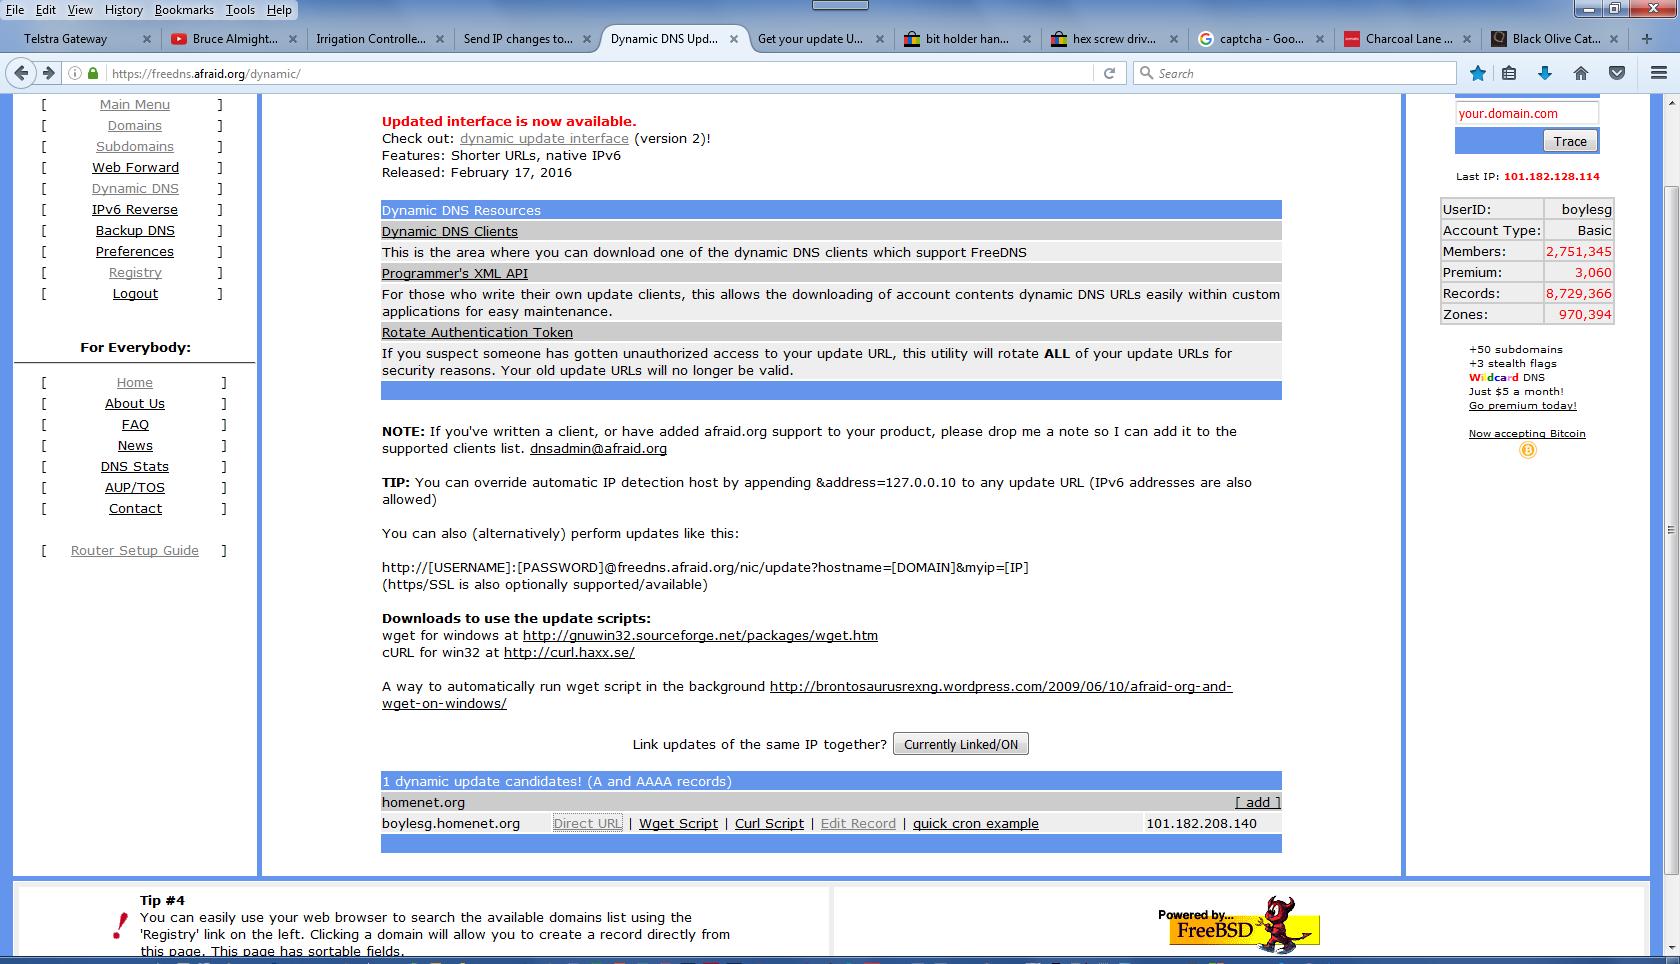 File Edit View History Bookmarks Tools Help
Telstra Gateway × Bruce Almight... × Irrigation Controlle... × Send IP changes to... × Dynamic DNS Upd... × Get your update U... × bit holder han... × hex screw driv... × captcha - Goo... × Charcoal Lane ... × Black Olive Cat... × +
https://freedns.afraid.org/dynamic/ Search
[ Main Menu ]
[ Domains ]
[ Subdomains ]
[ Web Forward ]
[ Dynamic DNS ]
[ IPv6 Reverse ]
[ Backup DNS ]
[ Preferences ]
[ Registry ]
[ Logout ]
For Everybody:
[ Home ]
[ About Us ]
[ FAQ ]
[ News ]
[ DNS Stats ]
[ AUP/TOS ]
[ Contact ]
[ Router Setup Guide ]
Updated interface is now available.
Check out: dynamic update interface (version 2)!
Features: Shorter URLs, native IPv6
Released: February 17, 2016
Dynamic DNS Resources
Dynamic DNS Clients
This is the area where you can download one of the dynamic DNS clients which support FreeDNS
Programmer's XML API
For those who write their own update clients, this allows the downloading of account contents dynamic DNS URLs easily within custom
applications for easy maintenance.
Rotate Authentication Token
If you suspect someone has gotten unauthorized access to your update URL, this utility will rotate ALL of your update URLs for
security reasons. Your old update URLs will no longer be valid.
NOTE: If you've written a client, or have added afraid.org support to your product, please drop me a note so I can add it to the
supported clients list. dnsadmin@afraid.org
TIP: You can override automatic IP detection host by appending &address=127.0.0.10 to any update URL (IPv6 addresses are also
allowed)
You can also (alternatively) perform updates like this:
http://[USERNAME]:[PASSWORD]@freedns.afraid.org/nic/update?hostname=[DOMAIN]&myip=[IP]
(https/SSL is also optionally supported/available)
Downloads to use the update scripts:
wget for windows at http://gnuwin32.sourceforge.net/packages/wget.htm
cURL for win32 at http://curl.haxx.se/
A way to automatically run wget script in the background http://brontosaurusrexng.wordpress.com/2009/06/10/afraid-org-and-
wget-on-windows/
Link updates of the same IP together? Currently Linked/ON
1 dynamic update candidates! (A and AAAA records)
homenet.org [ add ]
boylesg.homenet.org Direct URL | Wget Script | Curl Script | Edit Record | quick cron example 101.182.208.140
your.domain.com
Trace
Last IP: 101.182.128.114
UserID: boylesg
Account Type: Basic
Members: 2,751,345
Premium: 3,060
Records: 8,729,366
Zones: 970,394
+50 subdomains
+3 stealth flags
Wildcard DNS
Just $5 a month!
Go premium today!
Now accepting Bitcoin
Tip #4
You can easily use your web browser to search the available domains list using the
'Registry' link on the left. Clicking a domain will allow you to create a record directly from
this page. This page has sortable fields.
Powered by...
FreeBSD